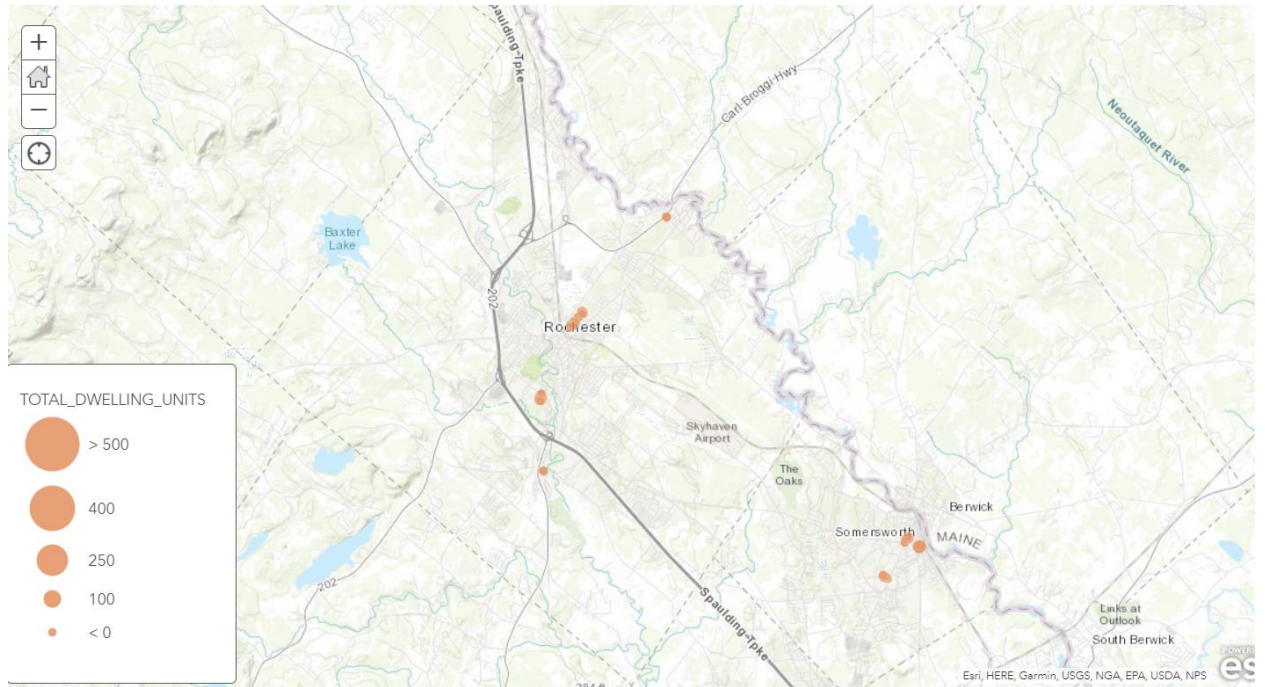 +
−
Spaulding-Tpke
Carl-Broggi-Hwy
Neoutaquet River
Baxter
Lake
202
Rochester
TOTAL_DWELLING_UNITS
> 500
400
250
100
< 0
Skyhaven
Airport
The
Oaks
Berwick
Somersworth
MAINE
202
Spaulding-Tpke
Links at
Outlook
South Berwick
Esri, HERE, Garmin, USGS, NGA, EPA, USDA, NPS